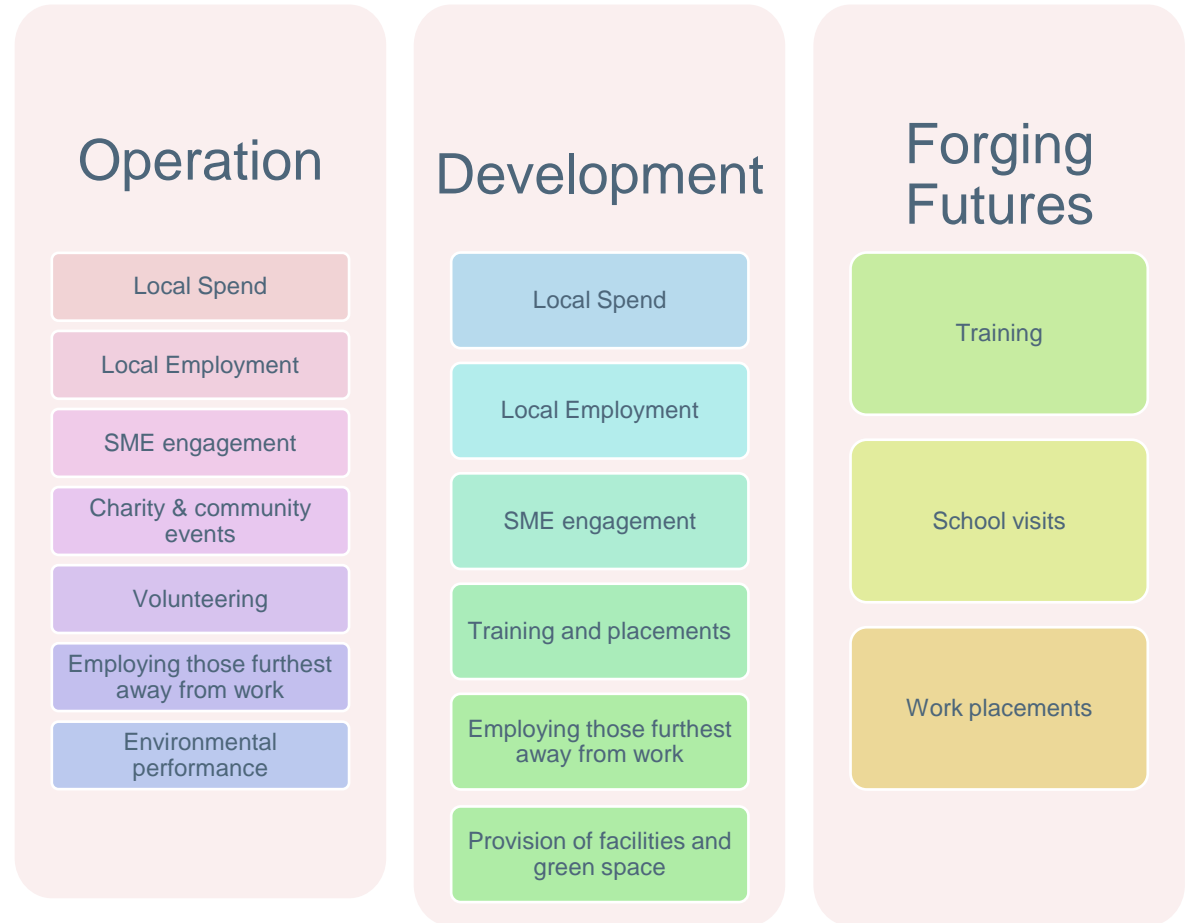 Operation
Local Spend
Local Employment
SME engagement
Charity & community
events
Volunteering
Employing those furthest
away from work
Environmental
performance
Development
Local Spend
Local Employment
SME engagement
Training and placements
Employing those furthest
away from work
Provision of facilities and
green space
Forging
Futures
Training
School visits
Work placements